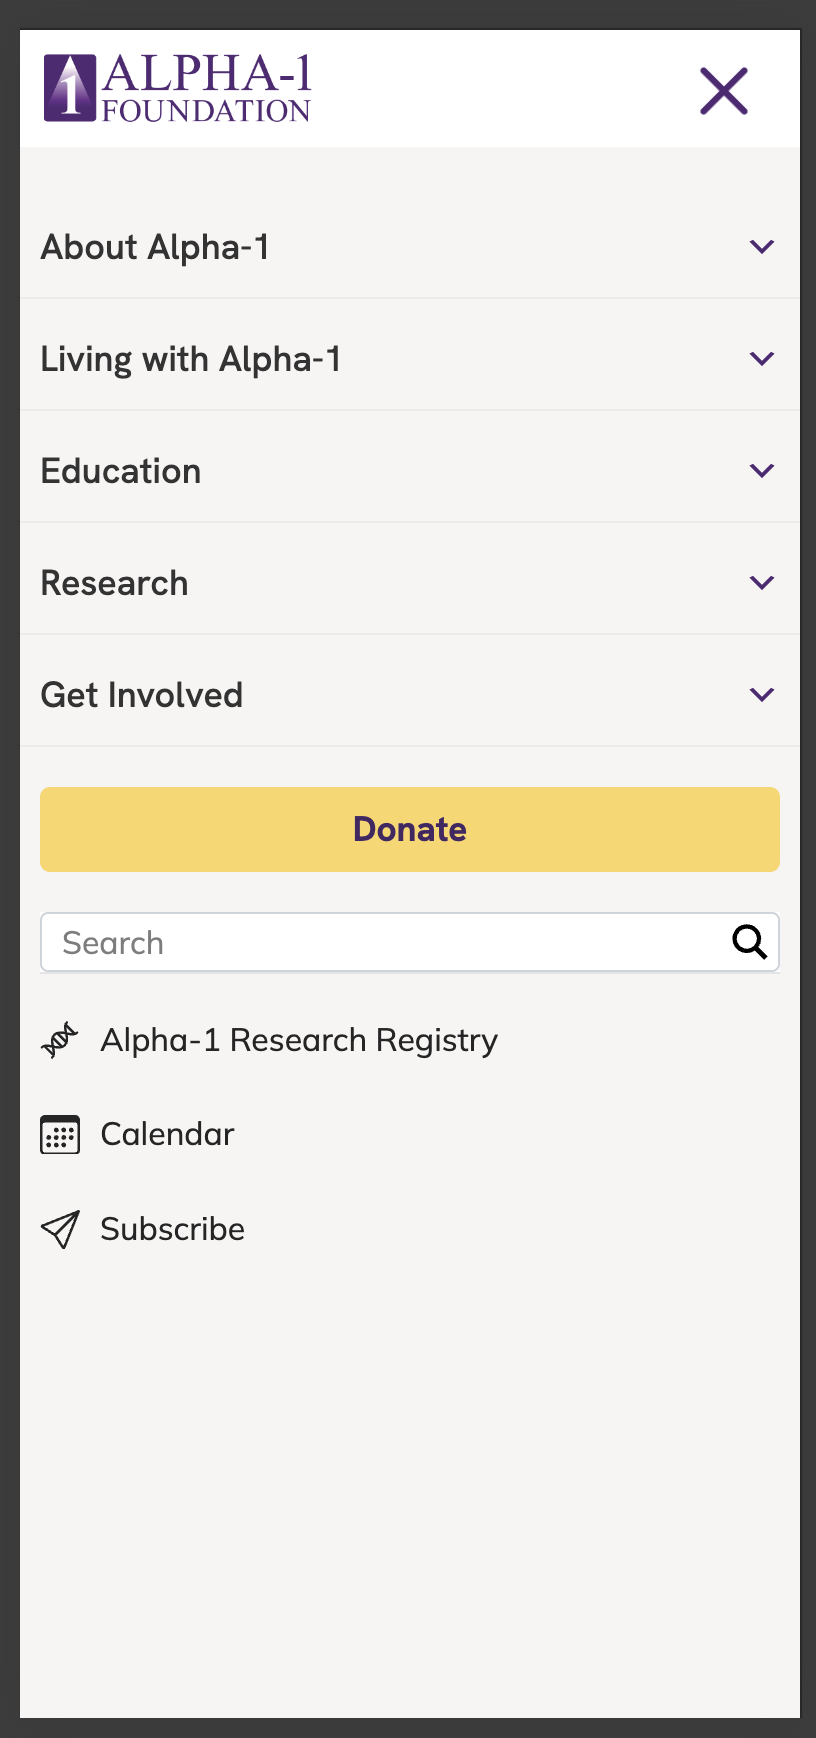 1 ALPHA-1
FOUNDATION
About Alpha-1
Living with Alpha-1
Education
Research
Get Involved
Donate
Search
Alpha-1 Research Registry
Calendar
Subscribe